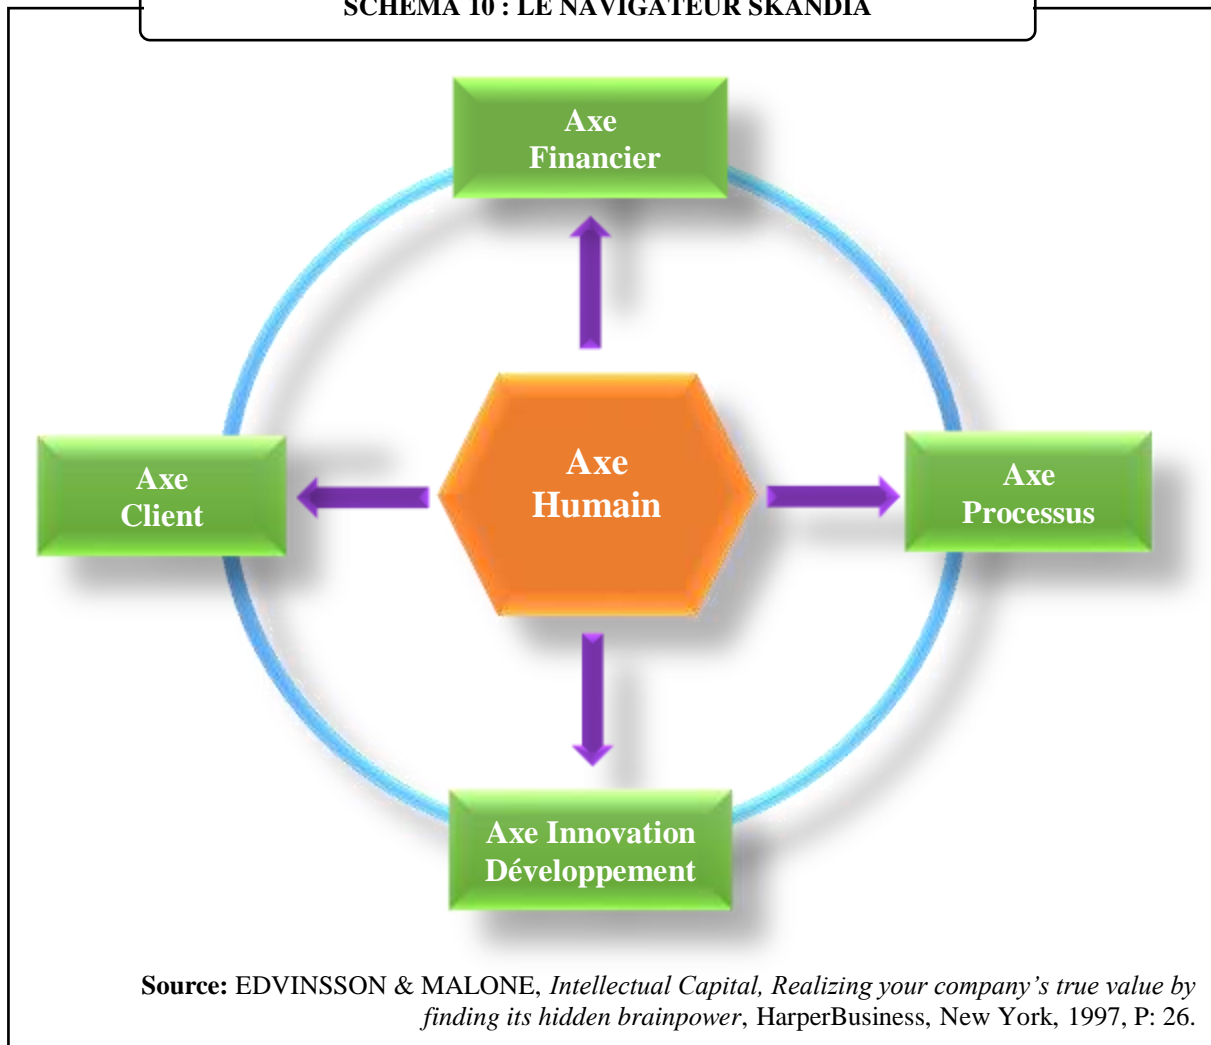 SCHÉMA 10 : LE NAVIGATEUR SKANDIA
Axe
Financier
Axe
Client
Axe
Humain
Axe
Processus
Axe Innovation
Développement
Source: EDVINSSON & MALONE, Intellectual Capital, Realizing your company’s true value by
finding its hidden brainpower, HarperBusiness, New York, 1997, P: 26.